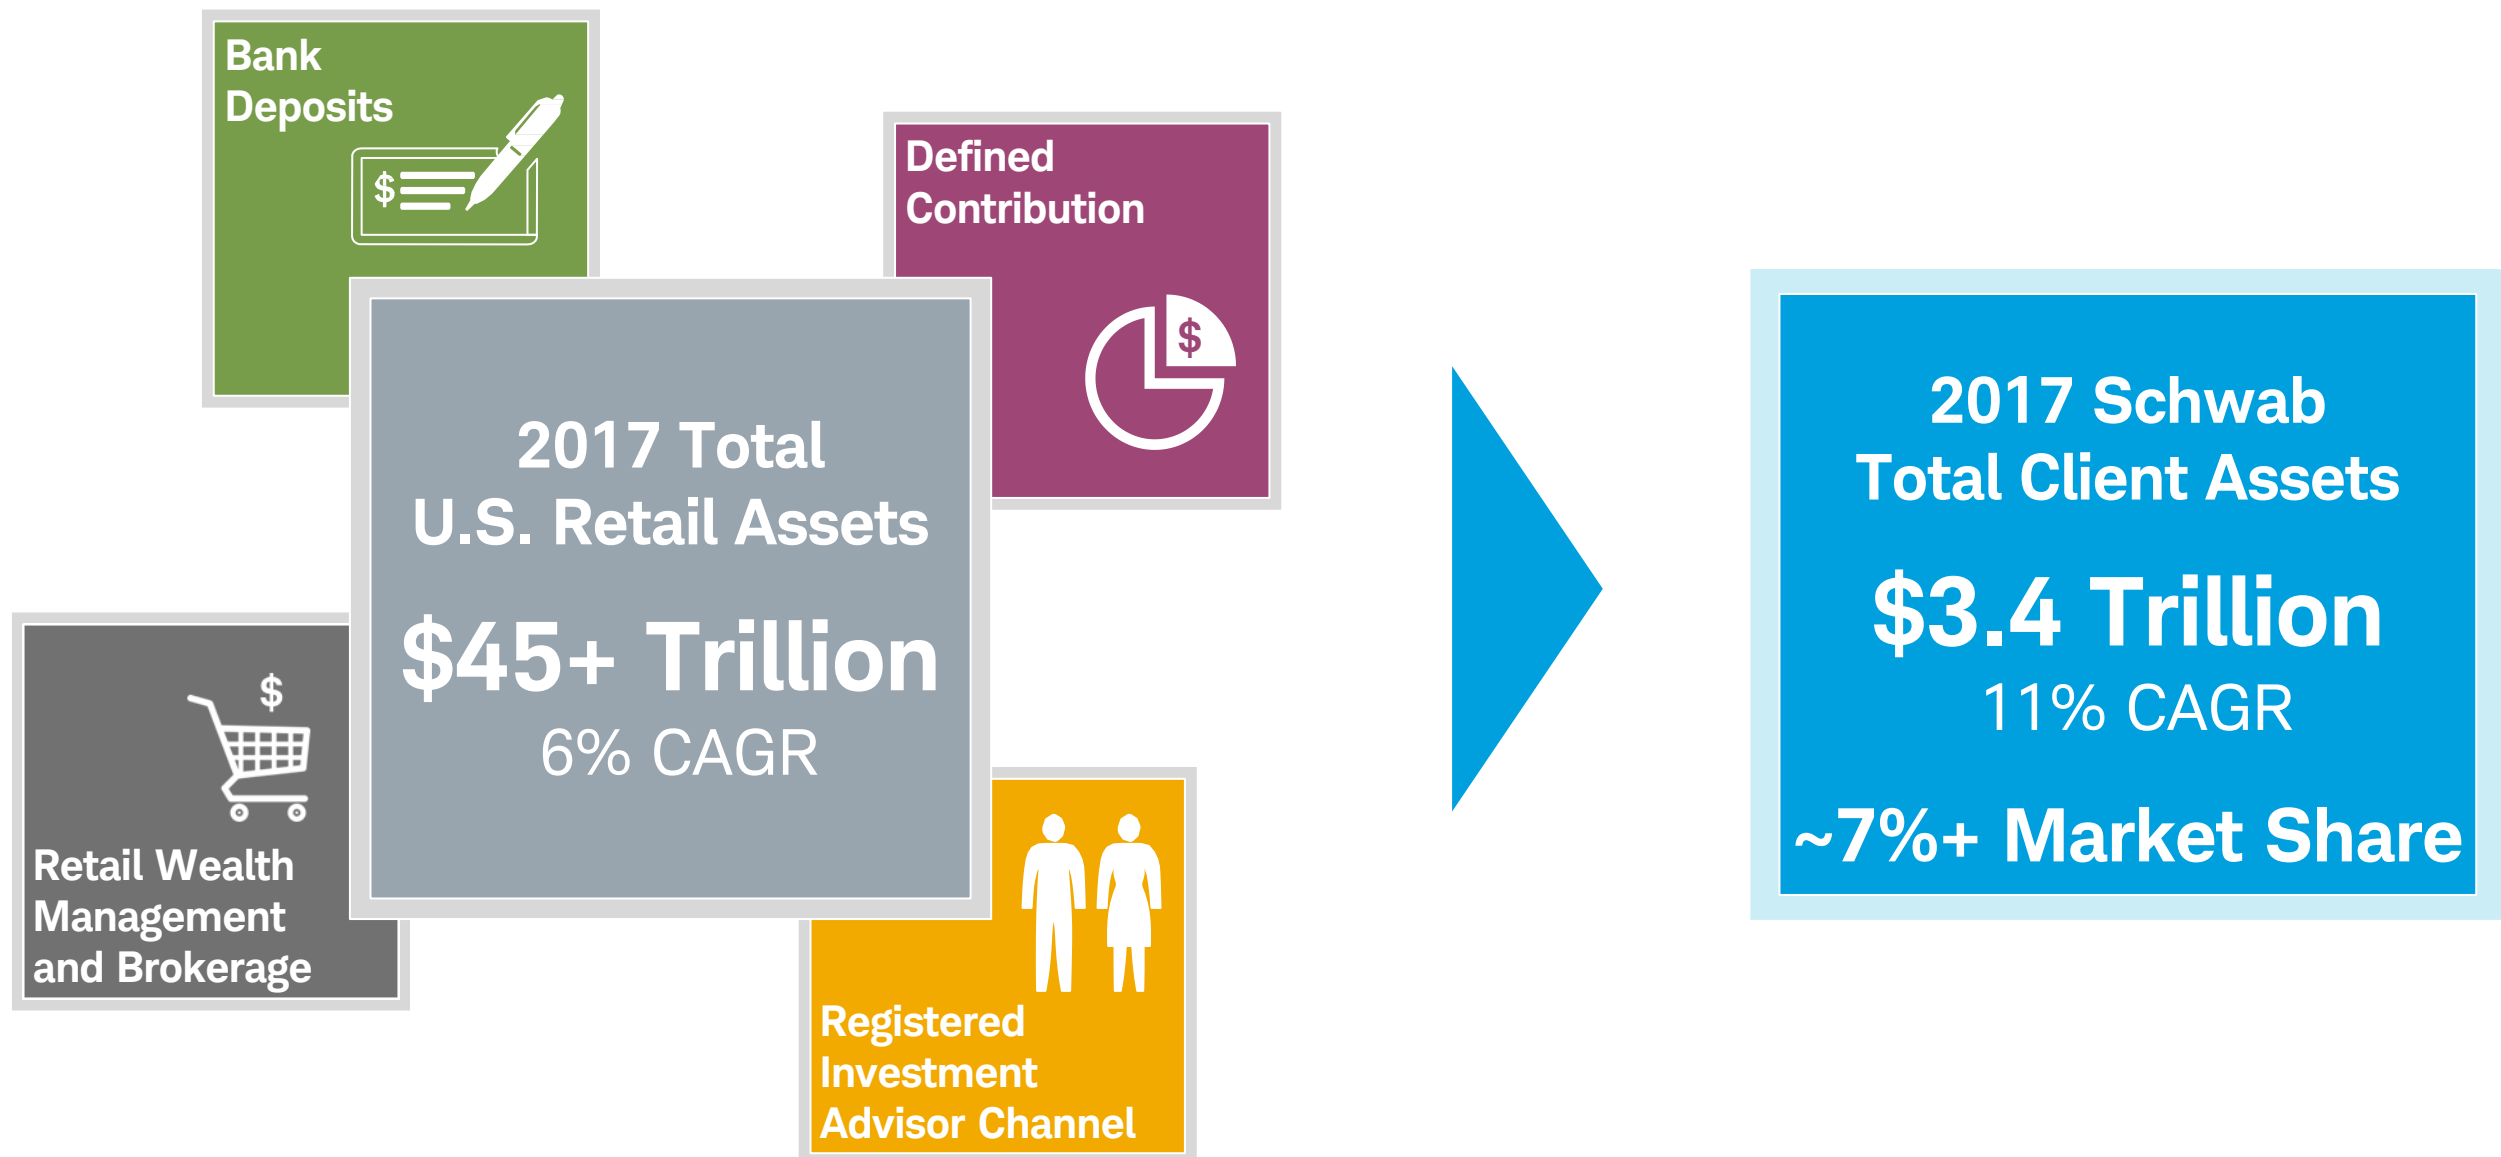 Bank
Deposits
$
Defined
Contribution
$
2017 Total
U.S. Retail Assets
$45+ Trillion
6% CAGR
$
Retail Wealth
Management
and Brokerage
Registered
Investment
Advisor Channel
2017 Schwab
Total Client Assets
$3.4 Trillion
11% CAGR
~7%+ Market Share